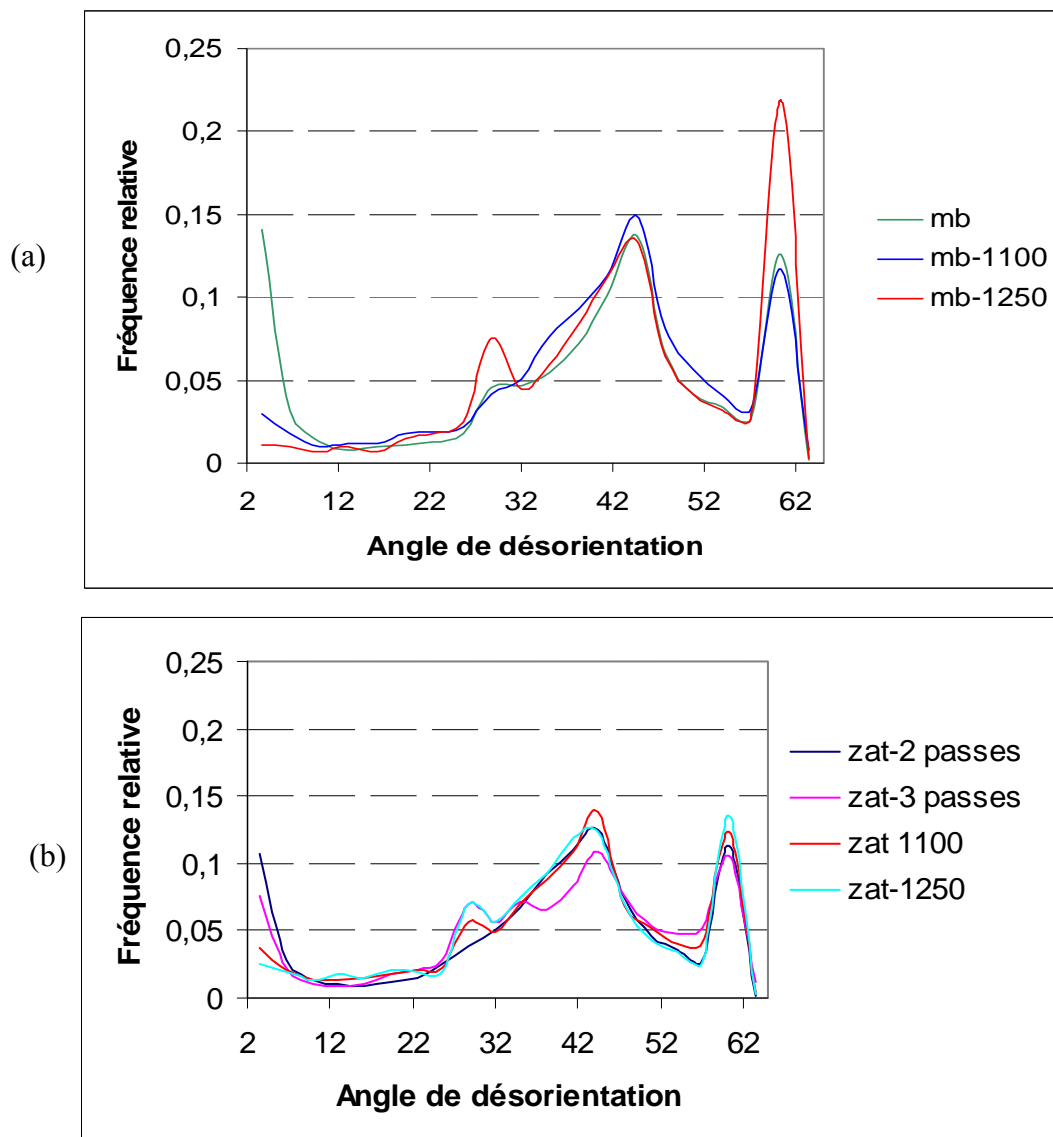 (a)
Fréquence relative
0,25
0,2
0,15
0,1
0,05
0
2 12 22 32 42 52 62
Angle de désorientation
mb
mb-1100
mb-1250
(b)
Fréquence relative
0,25
0,2
0,15
0,1
0,05
0
2 12 22 32 42 52 62
Angle de désorientation
zat-2 passes
zat-3 passes
zat 1100
zat-1250